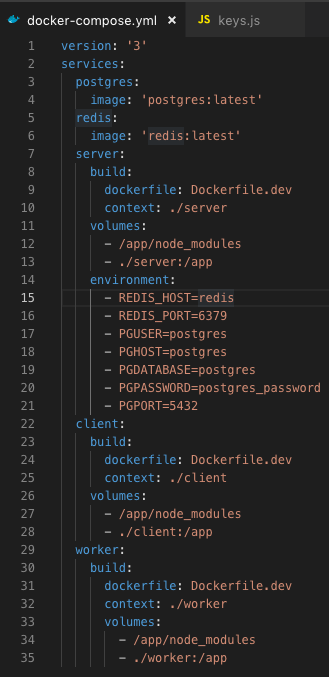 docker-compose.yml × JS keys.js
1 version: '3'
2 services:
3   postgres:
4     image: 'postgres:latest'
5   redis:
6     image: 'redis:latest'
7   server:
8     build:
9       dockerfile: Dockerfile.dev
10       context: ./server
11     volumes:
12       - /app/node_modules
13       - ./server:/app
14     environment:
15       - REDIS_HOST=redis
16       - REDIS_PORT=6379
17       - PGUSER=postgres
18       - PGHOST=postgres
19       - PGDATABASE=postgres
20       - PGPASSWORD=postgres_password
21       - PGPORT=5432
22   client:
23     build:
24       dockerfile: Dockerfile.dev
25       context: ./client
26     volumes:
27       - /app/node_modules
28       - ./client:/app
29   worker:
30     build:
31       dockerfile: Dockerfile.dev
32       context: ./worker
33       volumes:
34         - /app/node_modules
35         - ./worker:/app